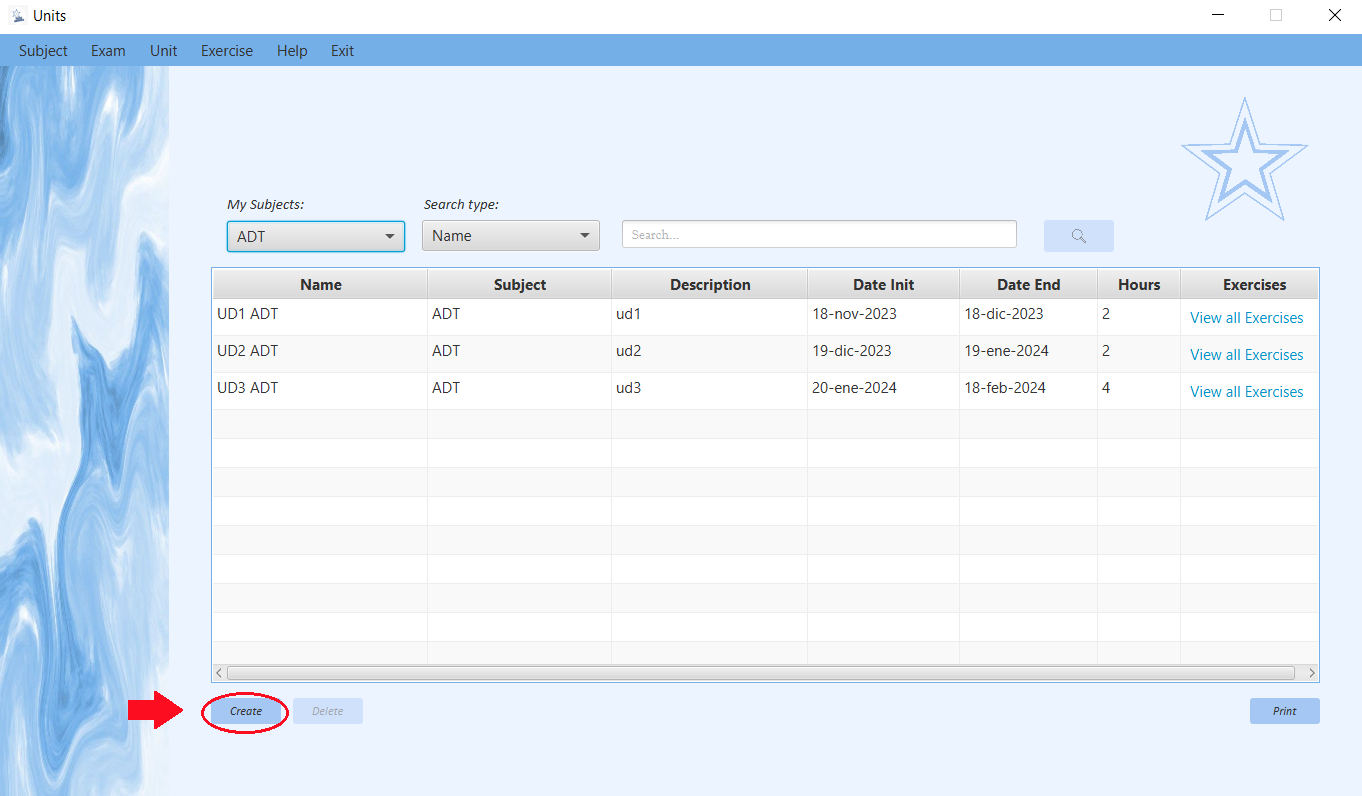 Units
Subject Exam Unit Exercise Help Exit
My Subjects: Search type:
ADT Name Search...
Name Subject Description Date Init Date End Hours Exercises
UD1 ADT ADT ud1 18-nov-2023 18-dic-2023 2 View all Exercises
UD2 ADT ADT ud2 19-dic-2023 19-ene-2024 2 View all Exercises
UD3 ADT ADT ud3 20-ene-2024 18-feb-2024 4 View all Exercises
Create Delete Print